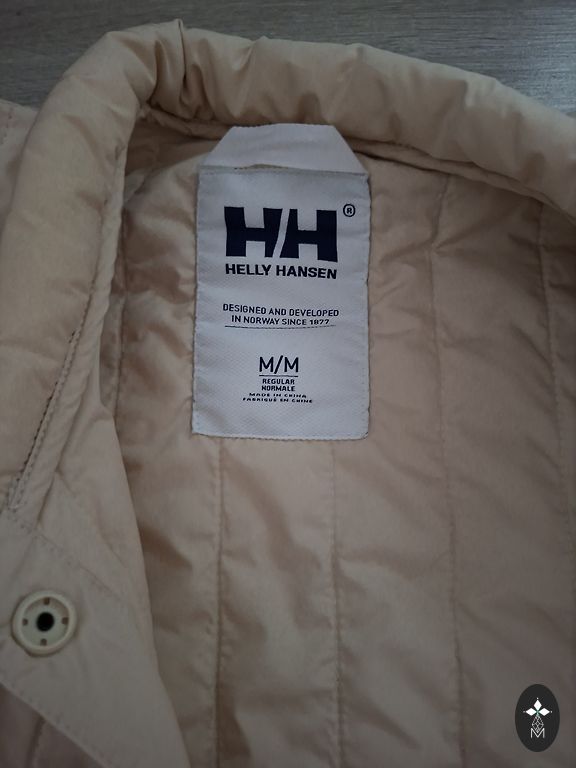 HH®
HELLY HANSEN
DESIGNED AND DEVELOPED
IN NORWAY SINCE 1877
M/M
REGULAR
NORMALE
MADE IN CHINA
FABRIQUÉ EN CHINE
M